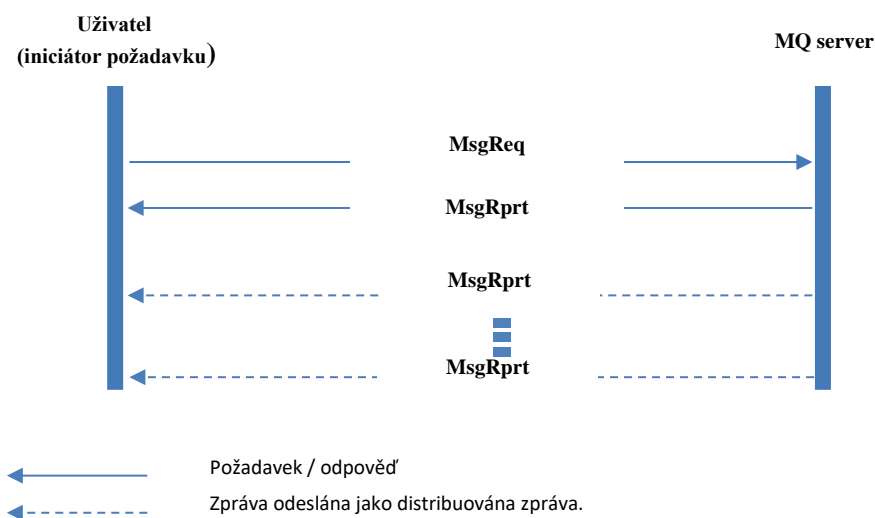 Uživatel
(iniciátor požadavku)
MQ server
MsgReq
MsgRprt
MsgRprt
MsgRprt
Požadavek / odpověď
Zpráva odeslána jako distribuována zpráva.